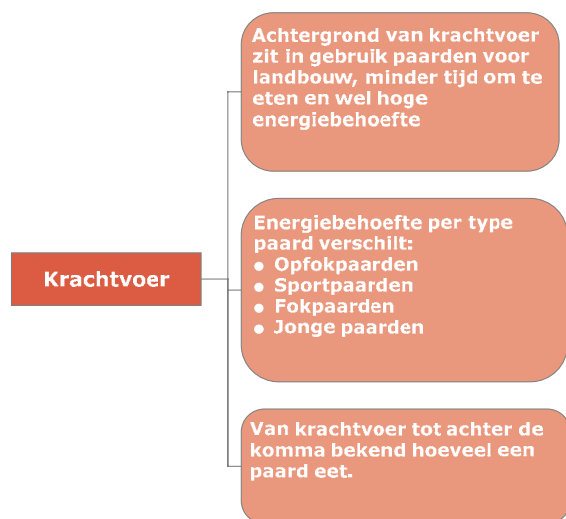 Achtergrond van krachtvoer
zit in gebruik paarden voor
landbouw, minder tijd om te
eten en wel hoge
energiebehoefte
Energiebehoefte per type
paard verschilt:
● Opfokpaarden
● Sportpaarden
● Fokpaarden
● Jonge paarden
Krachtvoer
Van krachtvoer tot achter de
komma bekend hoeveel een
paard eet.